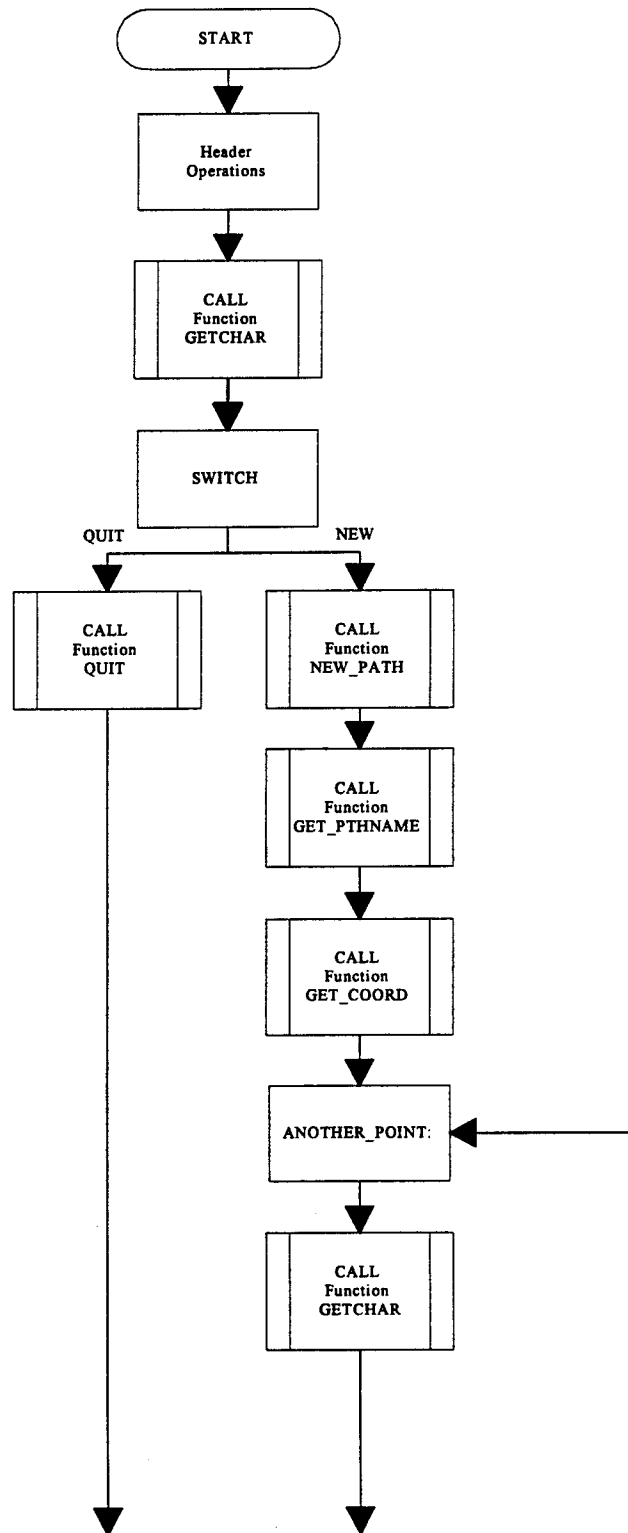 START
Header
Operations
CALL
Function
GETCHAR
SWITCH
QUIT
NEW
CALL
Function
QUIT
CALL
Function
NEW_PATH
CALL
Function
GET_PTHNAME
CALL
Function
GET_COORD
ANOTHER_POINT:
CALL
Function
GETCHAR